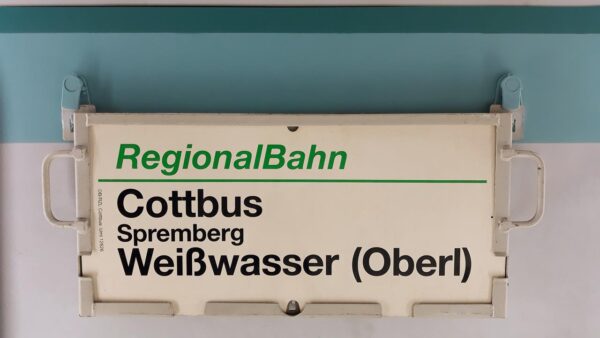 RegionalBahn
Cottbus
Spremberg
Weißwasser (Oberl)